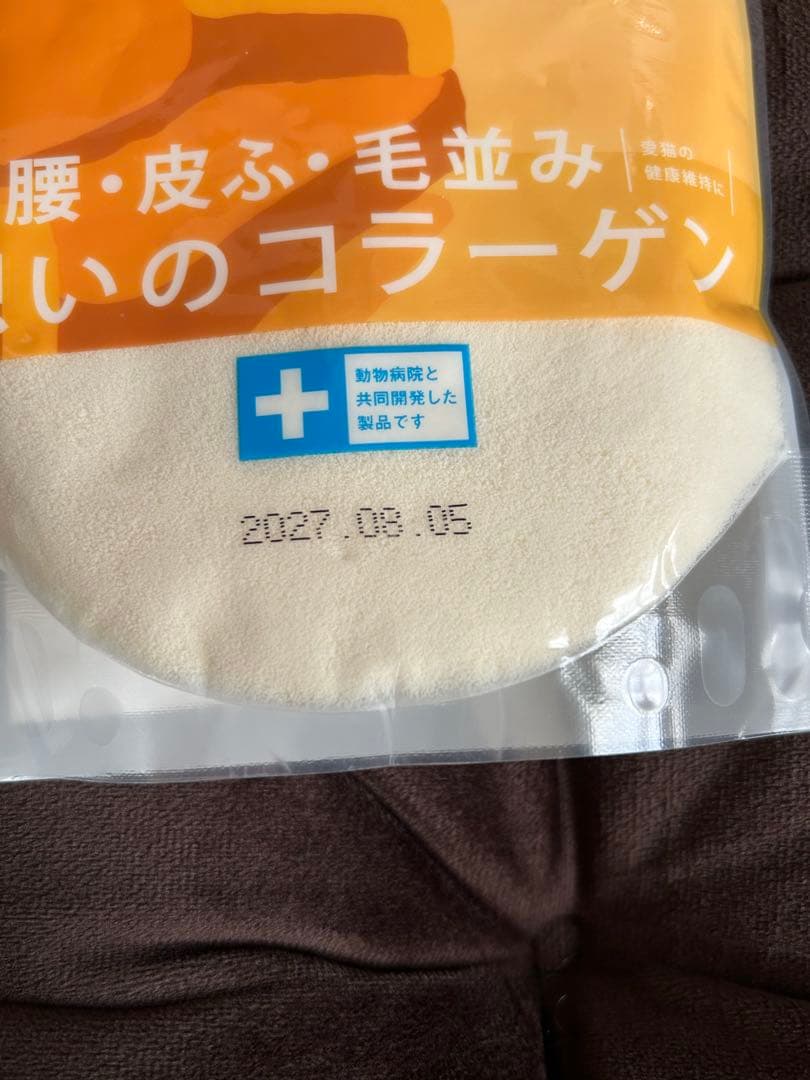 腰・皮ふ・毛並み
愛猫の
健康維持に
いのコラーゲン
動物病院と
共同開発した
製品です
2027.08.05